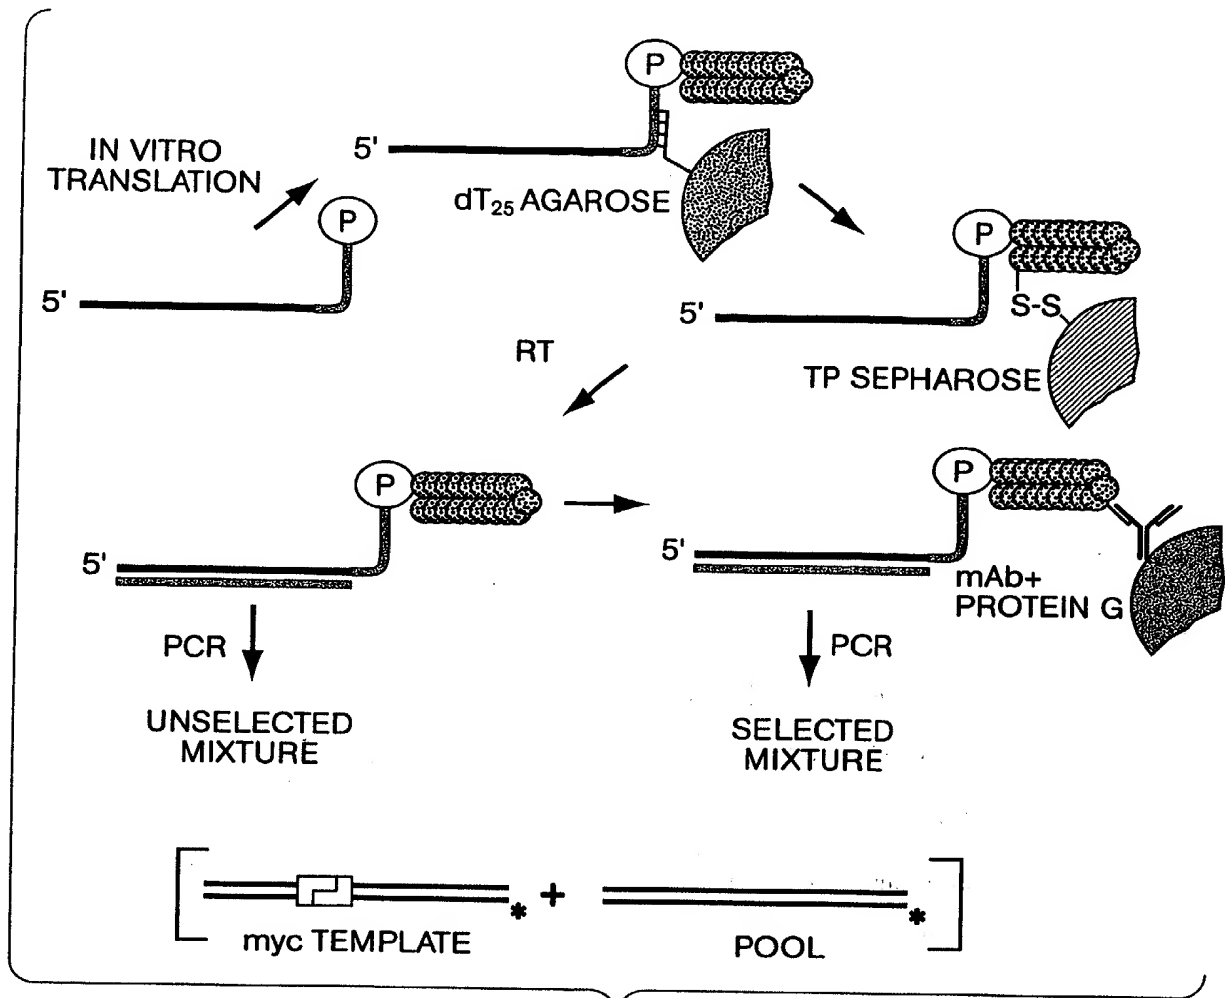 P
IN VITRO
TRANSLATION
5'
dT25 AGAROSE
P
5'
P
5'
S-S
TP SEPHAROSE
RT
P
5'
P
5'
mAb+
PROTEIN G
PCR
PCR
UNSELECTED
MIXTURE
SELECTED
MIXTURE
* + *
myc TEMPLATE
POOL